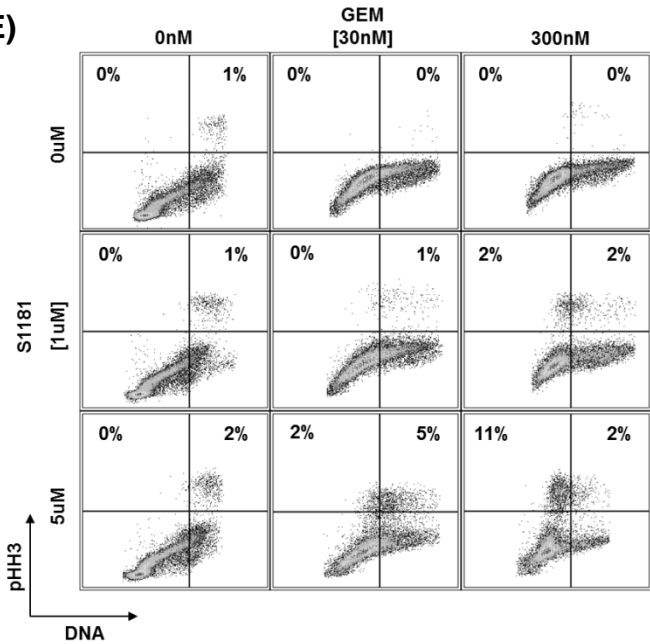 E)
GEM
0nM [30nM] 300nM
0% 1% 0% 0% 0% 0%
0uM
0% 1% 0% 1% 2% 2%
S1181
[1uM]
0% 2% 2% 5% 11% 2%
5uM
pHH3
DNA